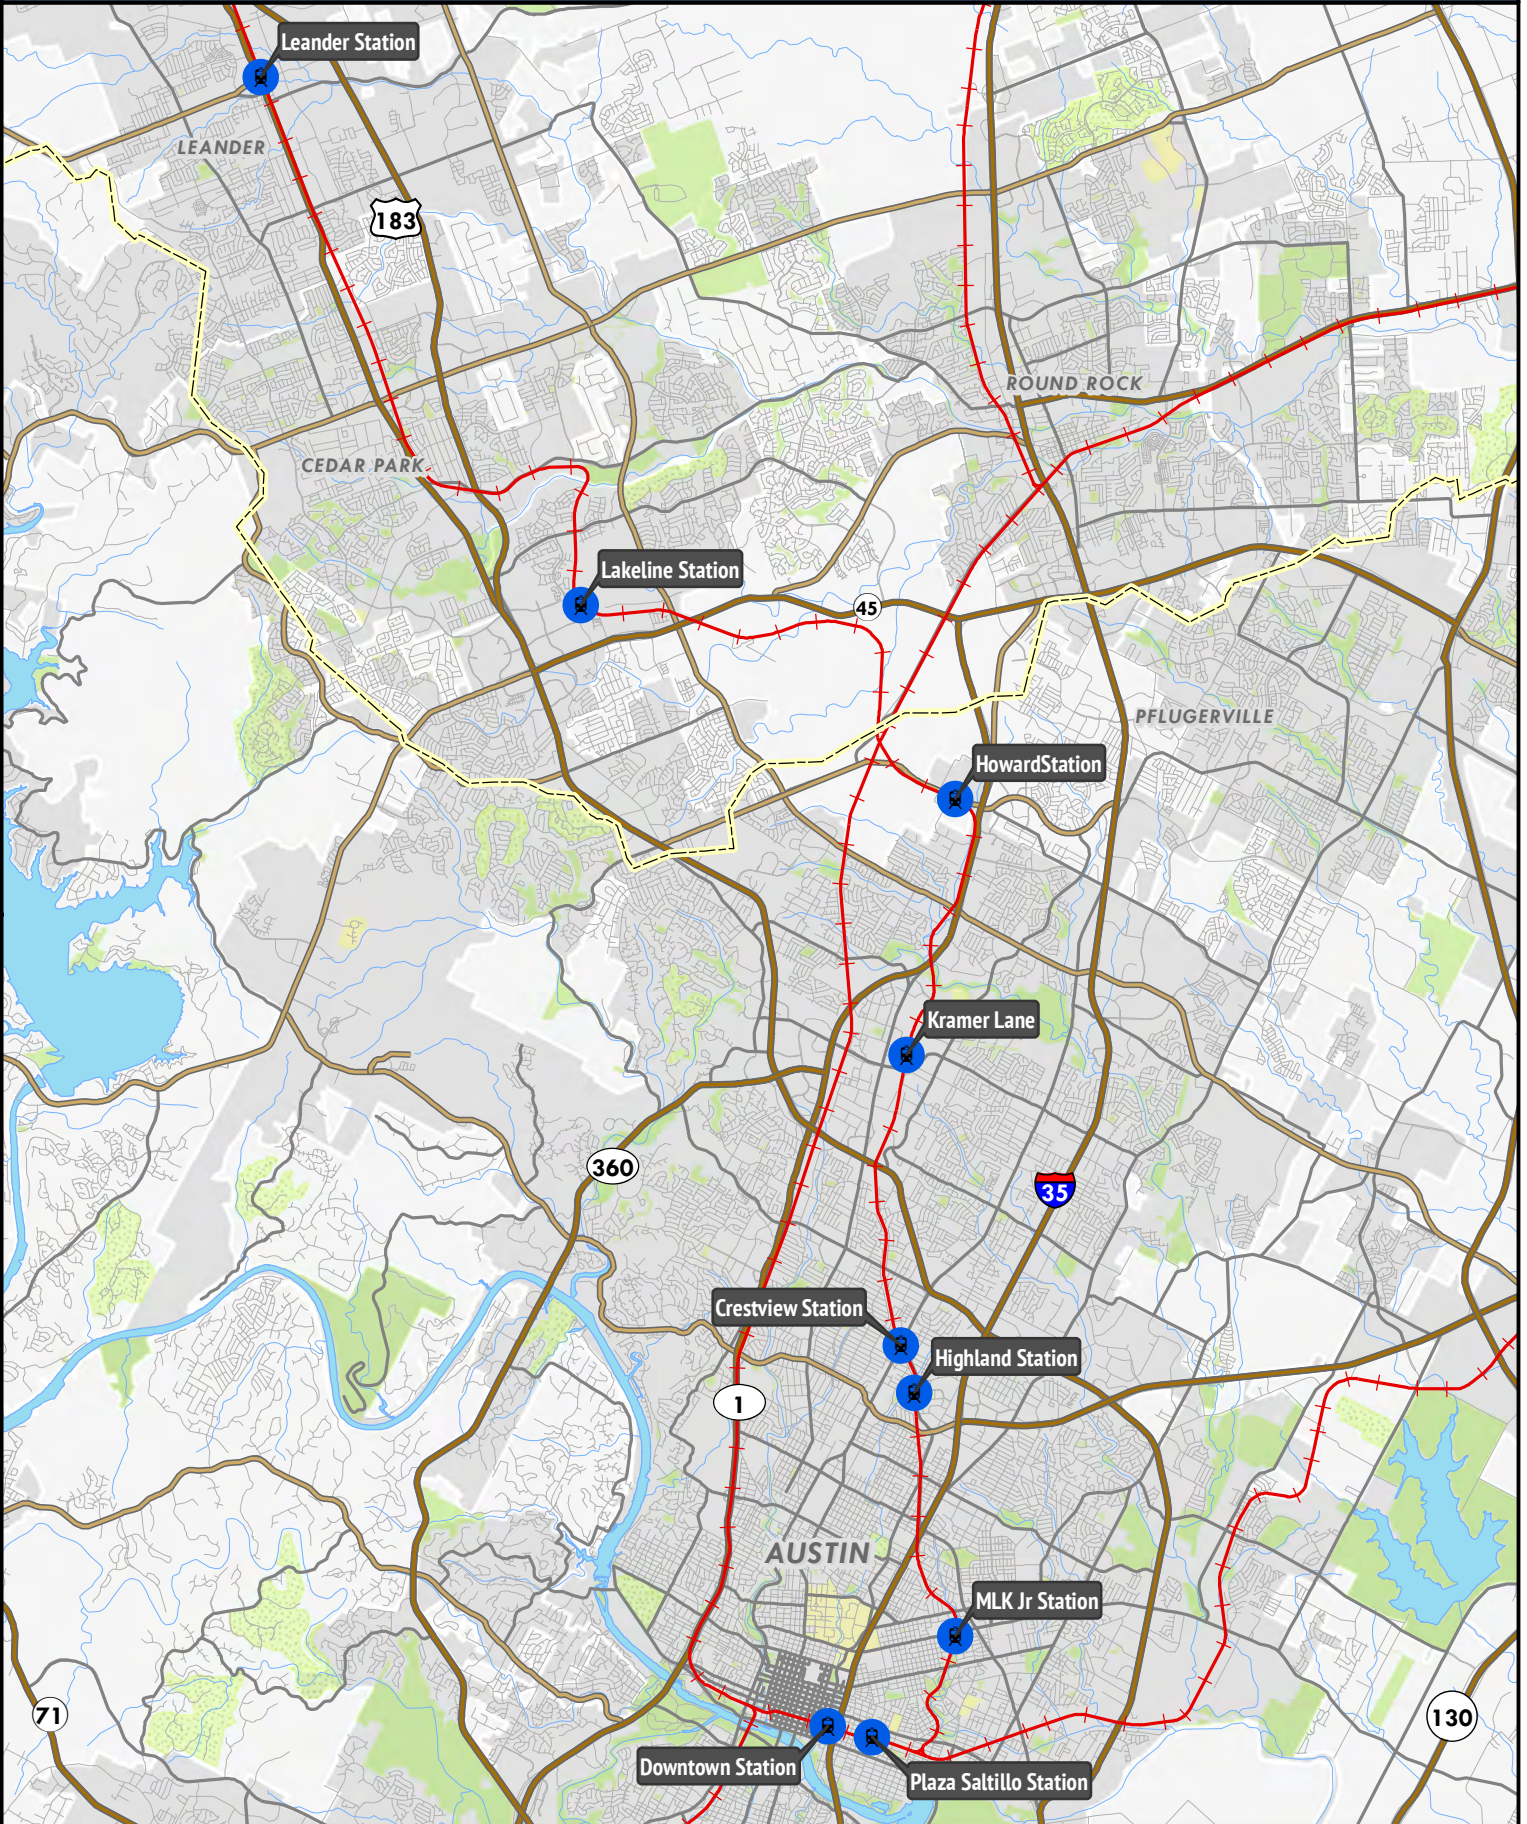 Leander Station
LEANDER
183
ROUND ROCK
CEDAR PARK
Lakeline Station
45
PFLUGERVILLE
HowardStation
Kramer Lane
360
35
Crestview Station
Highland Station
1
AUSTIN
MLK Jr Station
71
130
Downtown Station
Plaza Saltillo Station